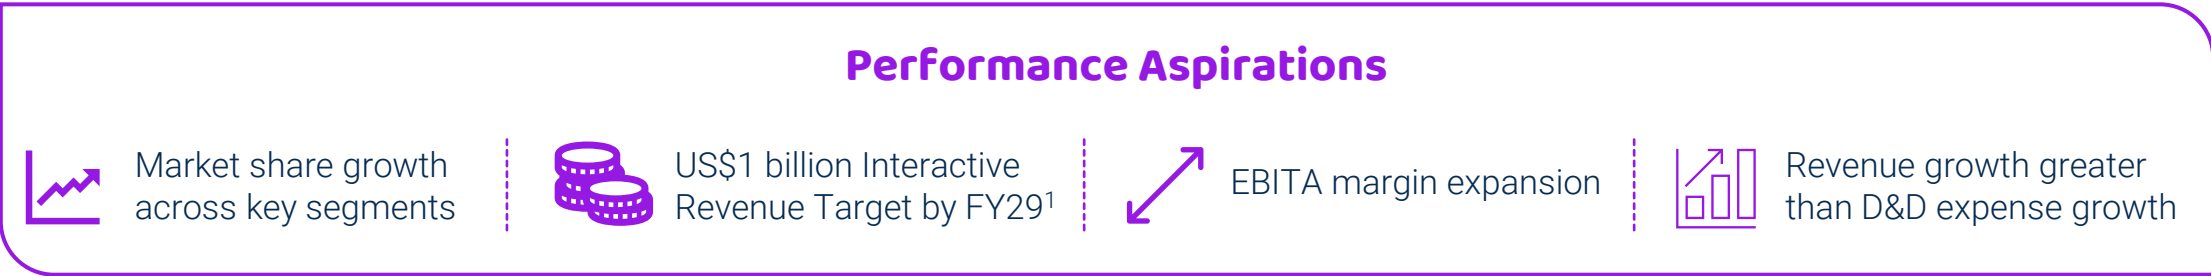 Performance Aspirations
Market share growth
across key segments
US$1 billion Interactive
Revenue Target by FY29¹
EBITA margin expansion
Revenue growth greater
than D&D expense growth